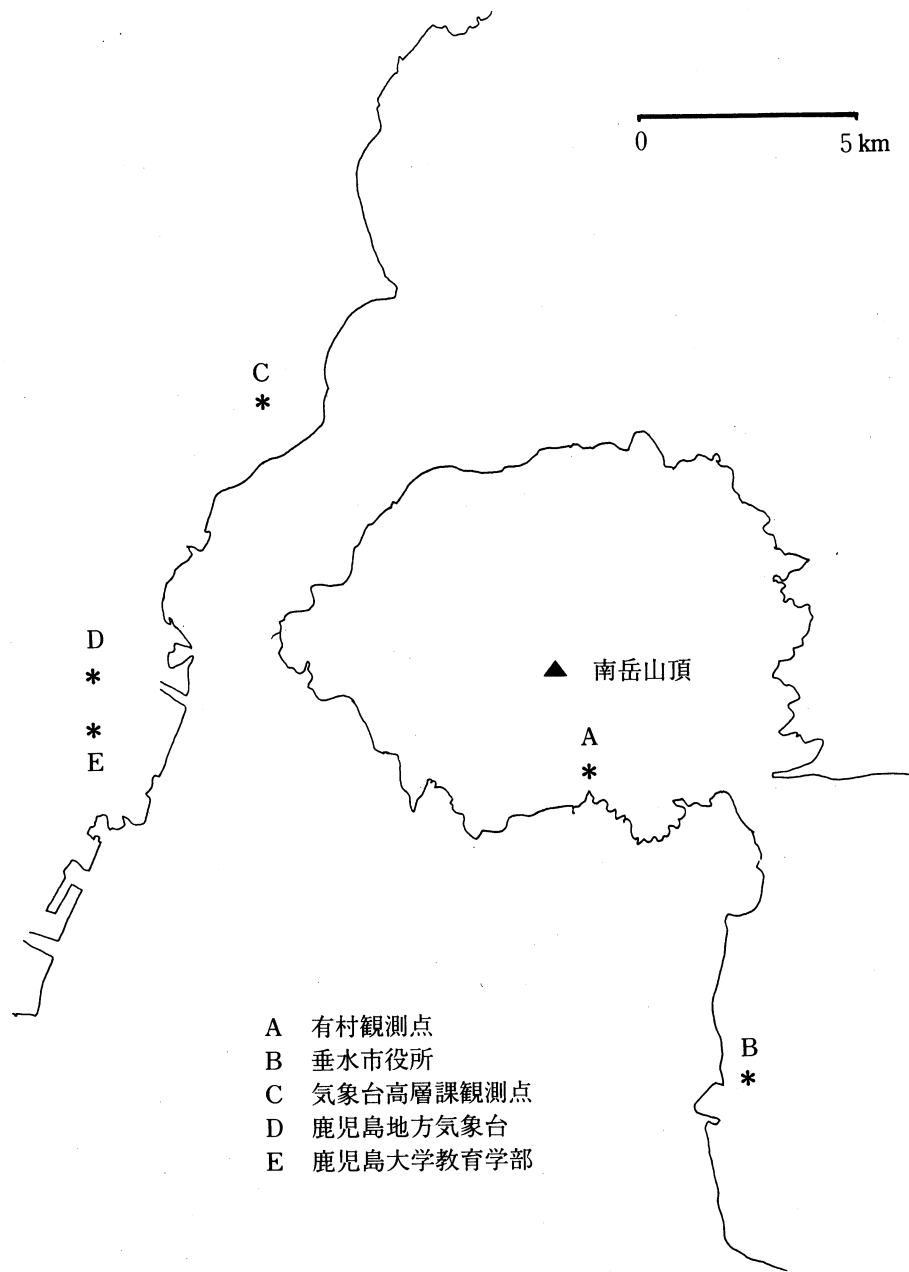 0 5 km
C
D
南岳山頂
A
E
B
A 有村観測点
B 垂水市役所
C 気象台高層課観測点
D 鹿児島地方気象台
E 鹿児島大学教育学部